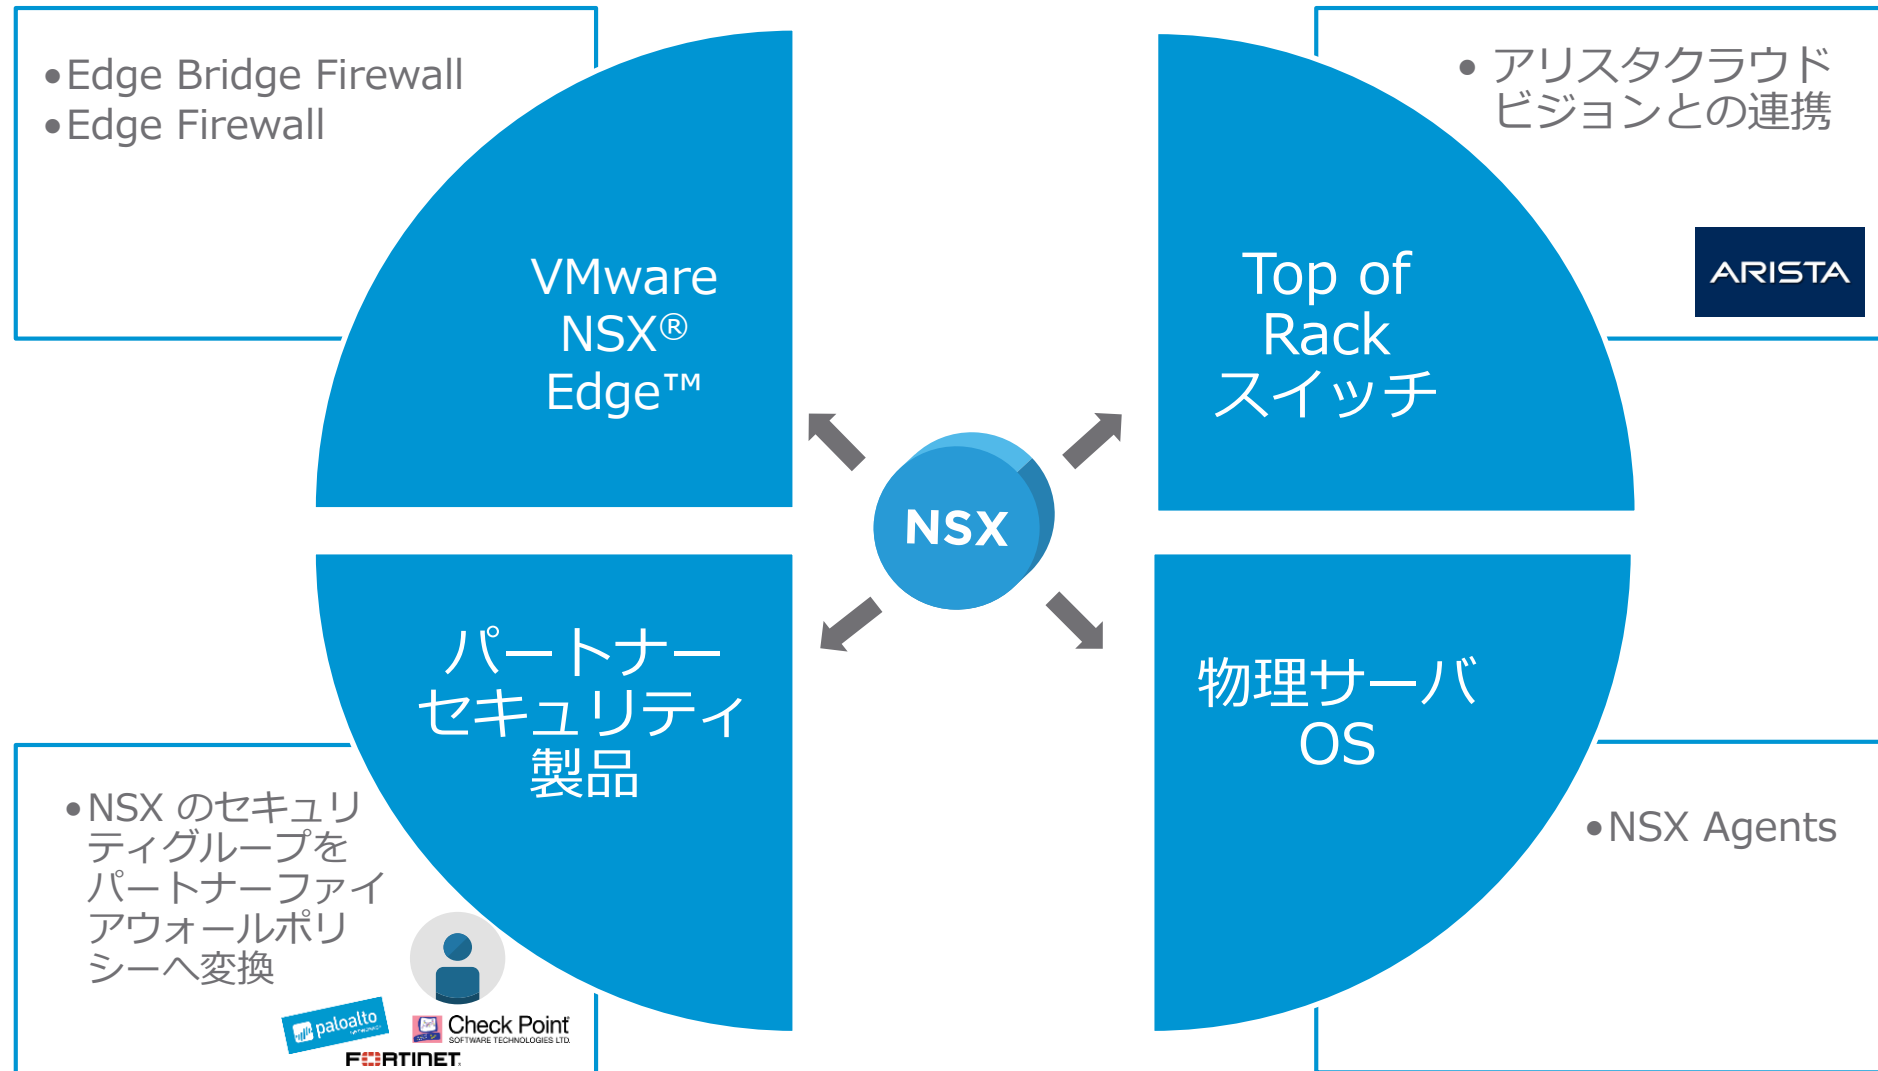 •Edge Bridge Firewall
•Edge Firewall
VMware
NSX®
Edge™
• アリスタクラウド
ビジョンとの連携
ARISTA
Top of
Rack
スイッチ
NSX
パートナー
セキュリティ
製品
•NSX のセキュリ
ティグループを
パートナーファイ
アウォールポリ
シーへ変換
paloalto
Check Point
SOFTWARE TECHNOLOGIES LTD.
FORTINET
物理サーバ
OS
•NSX Agents